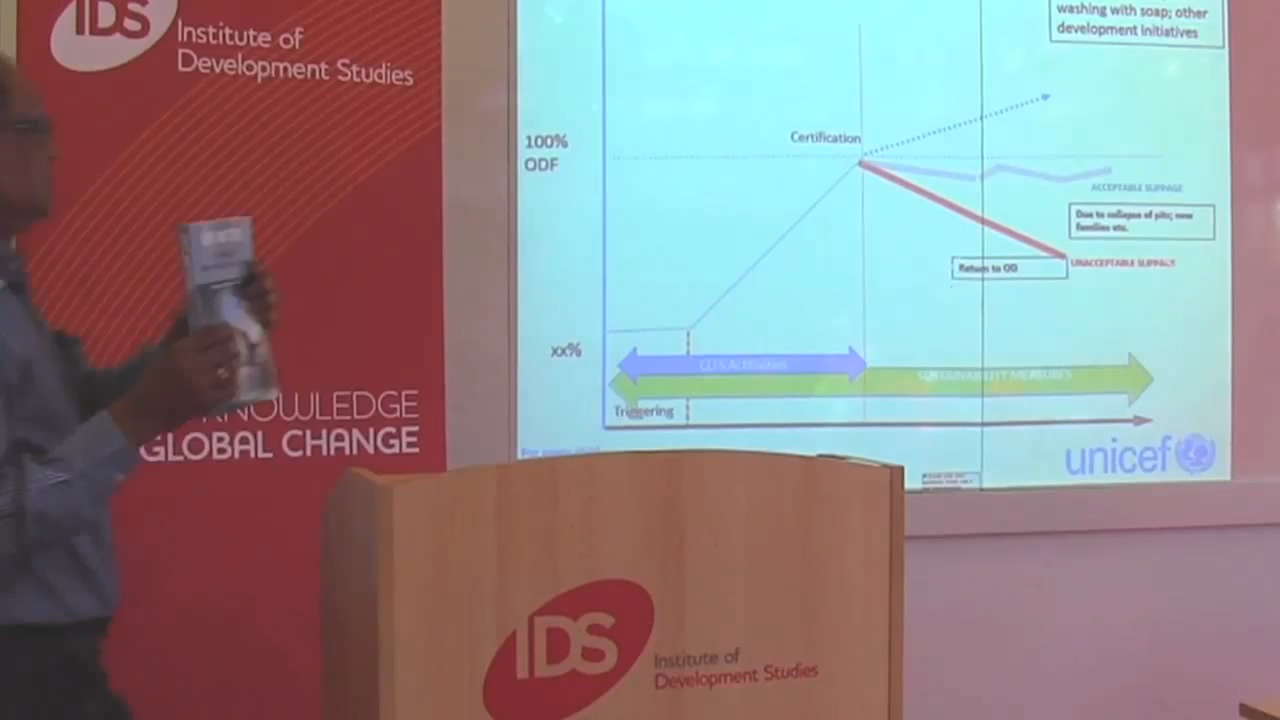 IDS
Institute of
Development Studies
KNOWLEDGE
GLOBAL CHANGE
washing with soap; other
development initiatives
100%
ODF
Certification
ACCEPTABLE SLIPPAGE
Due to collapse of pits; new
families etc.
Return to OD
UNACCEPTABLE SLIPPAGE
xx%
CLTS Activities
SUSTAINABILITY MEASURES
Triggering
unicef
IDS
Institute of
Development Studies